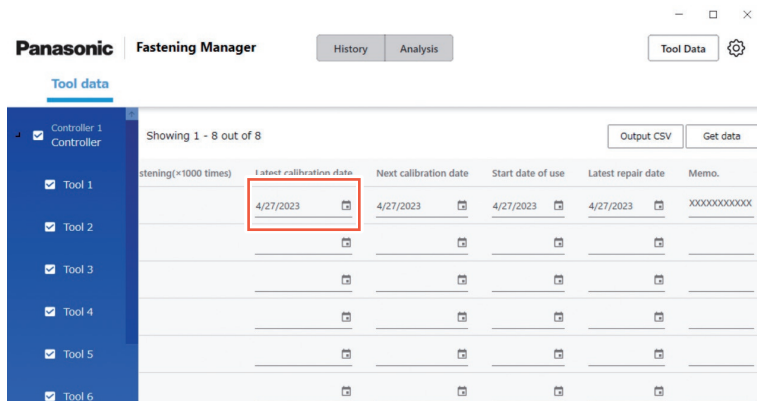 Panasonic
Fastening Manager
History
Analysis
Tool Data
Tool data
Controller 1
Controller
Showing 1 - 8 out of 8
Output CSV
Get data
stening(×1000 times)
Latest calibration date
Next calibration date
Start date of use
Latest repair date
Memo.
Tool 1
4/27/2023
4/27/2023
4/27/2023
4/27/2023
XXXXXXXXXXX
Tool 2
Tool 3
Tool 4
Tool 5
Tool 6